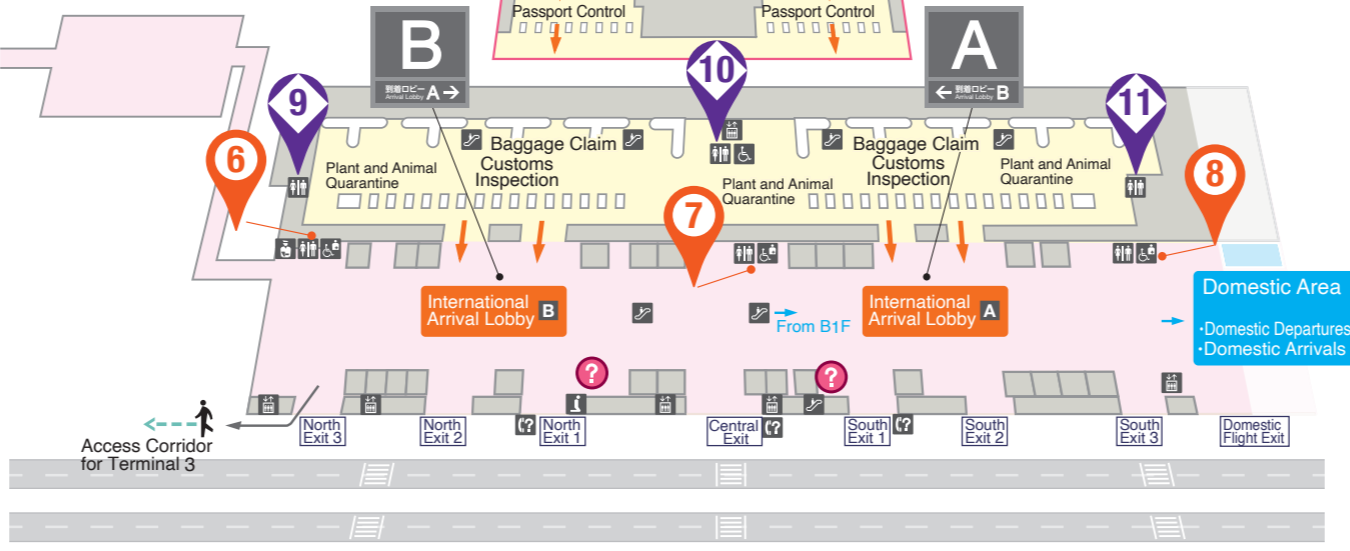 Passport Control
Passport Control
B
到着ロビー
Arrival Lobby
A →
A
← 到着ロビー
Arrival Lobby
B
9
10
11
6
7
8
Baggage Claim
Customs
Inspection
Plant and Animal
Quarantine
Plant and Animal
Quarantine
Baggage Claim
Customs
Inspection
Plant and Animal
Quarantine
International
Arrival Lobby B
From B1F
International
Arrival Lobby A
Domestic Area
・Domestic Departures
・Domestic Arrivals
?
?
Access Corridor
for Terminal 3
North
Exit 3
North
Exit 2
?
North
Exit 1
Central
Exit
?
South
Exit 1
?
South
Exit 2
South
Exit 3
Domestic
Flight Exit